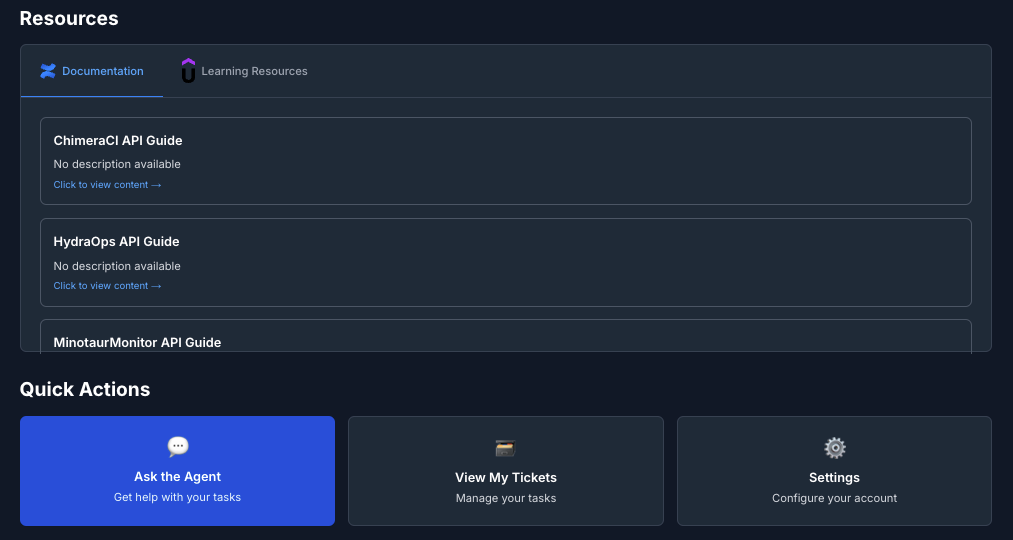 Resources
Documentation
Learning Resources
ChimeraCI API Guide
No description available
Click to view content →
HydraOps API Guide
No description available
Click to view content →
MinotaurMonitor API Guide
Quick Actions
Ask the Agent
Get help with your tasks
View My Tickets
Manage your tasks
Settings
Configure your account